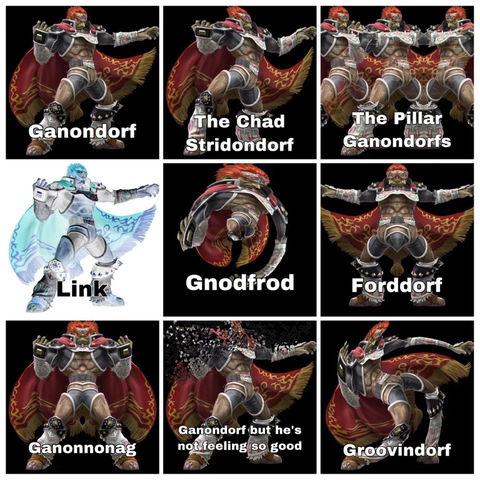 Ganondorf
The Chad
Stridondorf
The Pillar
Ganondorfs
Link
Gnodfrod
Forddorf
Ganonnonag
Ganondorf but he's
not feeling so good
Groovindorf